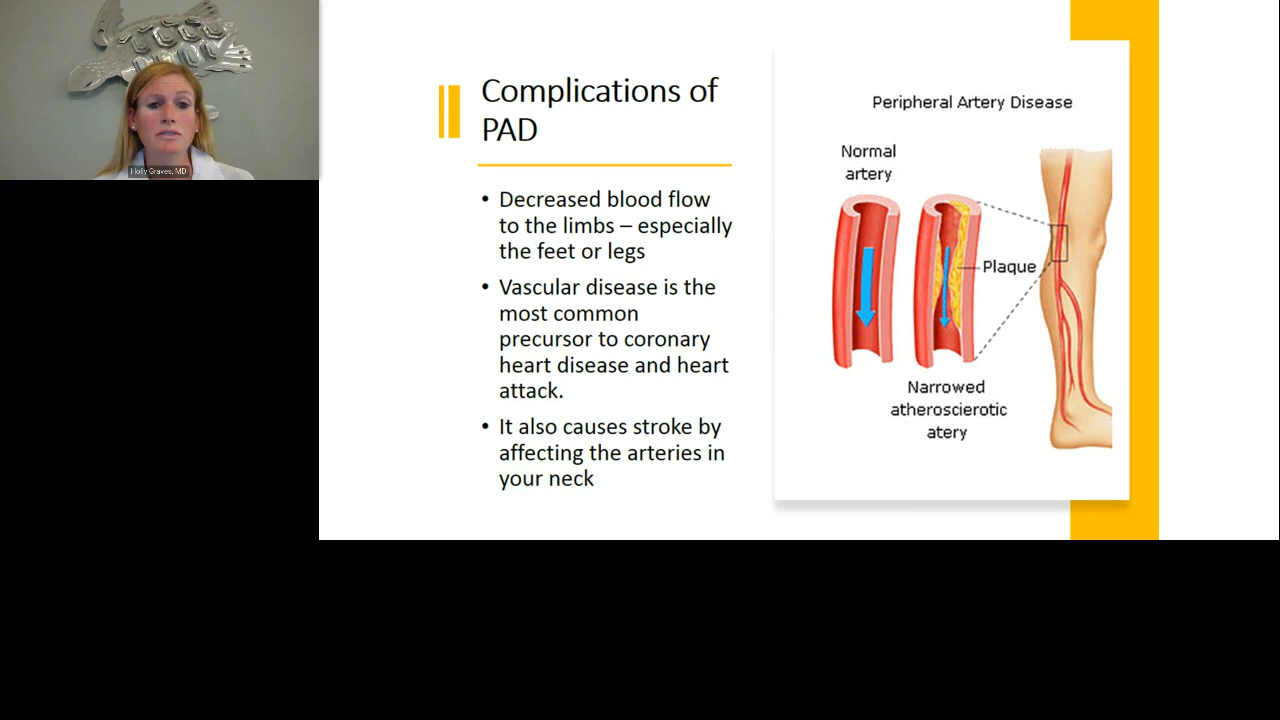 Holly Graves, MD
Complications of
PAD
• Decreased blood flow
to the limbs – especially
the feet or legs
• Vascular disease is the
most common
precursor to coronary
heart disease and heart
attack.
• It also causes stroke by
affecting the arteries in
your neck
Peripheral Artery Disease
Normal
artery
Plaque
Narrowed
atheroscierotic
atery